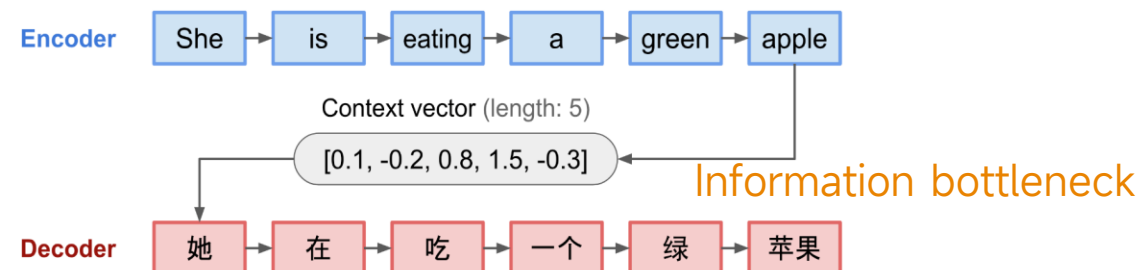 Encoder She is eating a green apple
Context vector (length: 5)
[0.1, -0.2, 0.8, 1.5, -0.3]
Information bottleneck
Decoder 她 在 吃 一个 绿 苹果